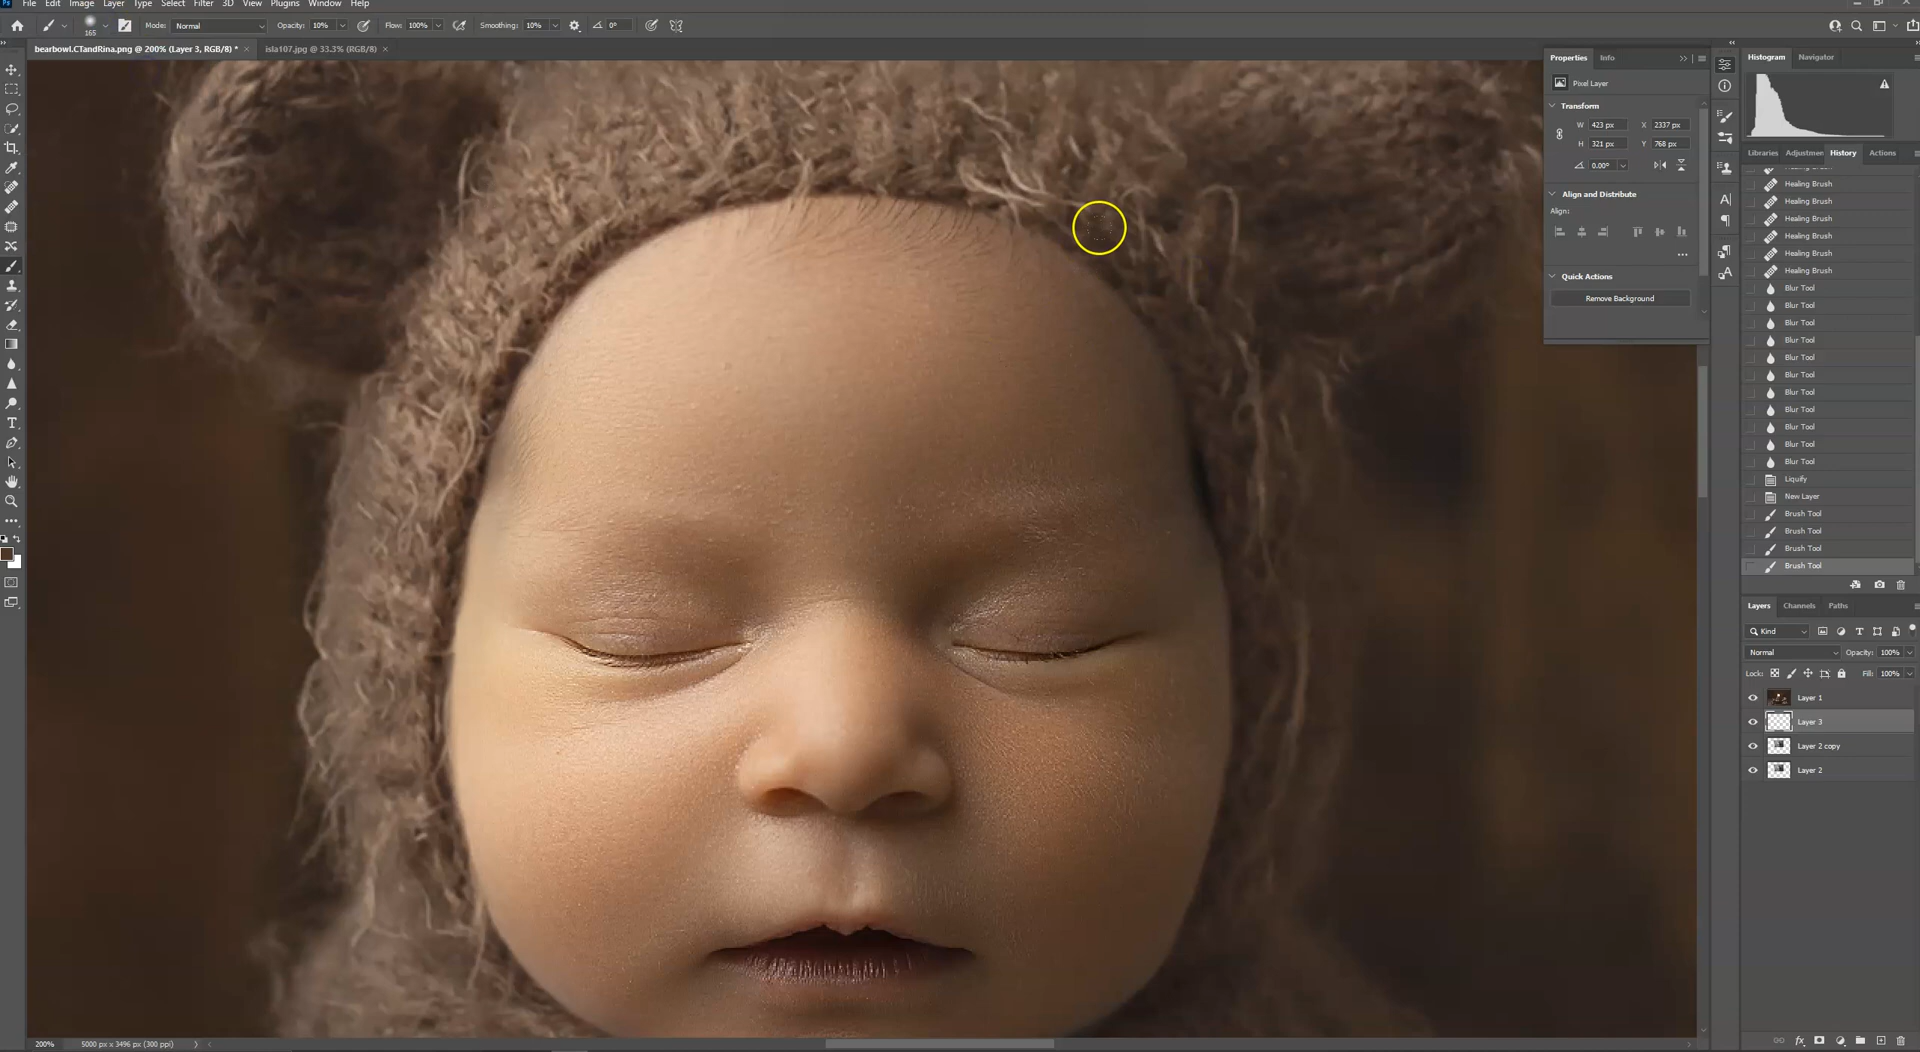 Ps File Edit Image Layer Type Select Filter 3D View Plugins Window Help
165 Mode: Normal Opacity: 10% Flow: 100% Smoothing: 10% 0°
bearbowl.CTandRina.png @ 200% (Layer 3, RGB/8) * × isla107.jpg @ 33.3% (RGB/8) ×
Properties Info
Pixel Layer
Transform
W 423 px X 2337 px
H 321 px Y 768 px
0.00°
Align and Distribute
Align:
Quick Actions
Remove Background
Histogram Navigator
Libraries Adjustmen History Actions
Healing Brush
Healing Brush
Healing Brush
Healing Brush
Healing Brush
Healing Brush
Healing Brush
Blur Tool
Blur Tool
Blur Tool
Blur Tool
Blur Tool
Blur Tool
Blur Tool
Blur Tool
Blur Tool
Blur Tool
Blur Tool
Liquify
New Layer
Brush Tool
Brush Tool
Brush Tool
Brush Tool
Layers Channels Paths
Kind
Normal Opacity: 100%
Lock: Fill: 100%
Layer 1
Layer 3
Layer 2 copy
Layer 2
200% 5000 px x 3496 px (300 ppi)